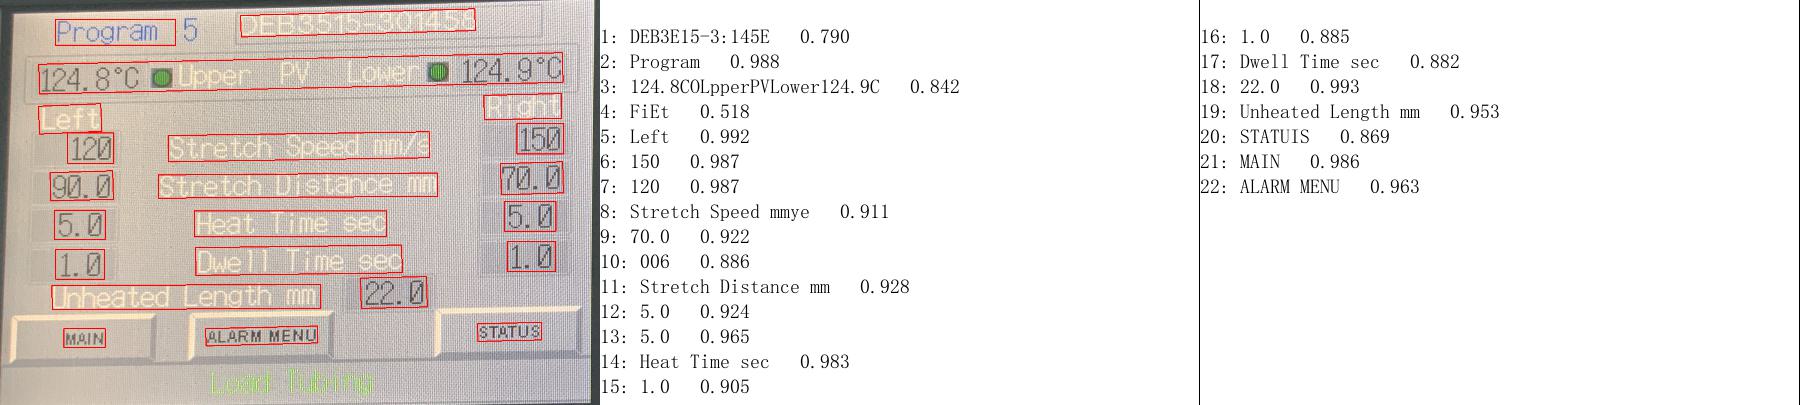 Program 5 DEB3515-301458
124.8°C Upper PV Lower 124.9°C
Left Right
120 Stretch Speed mm/s 150
90.0 Stretch Distance mm 70.0
5.0 Heat Time sec 5.0
1.0 Dwell Time sec 1.0
Unheated Length mm 22.0
MAIN ALARM MENU STATUS
Load Tubing
1: DEB3E15-3:145E 0.790
2: Program 0.988
3: 124.8COLpperPVLower124.9C 0.842
4: FiEt 0.518
5: Left 0.992
6: 150 0.987
7: 120 0.987
8: Stretch Speed mmye 0.911
9: 70.0 0.922
10: 006 0.886
11: Stretch Distance mm 0.928
12: 5.0 0.924
13: 5.0 0.965
14: Heat Time sec 0.983
15: 1.0 0.905
16: 1.0 0.885
17: Dwell Time sec 0.882
18: 22.0 0.993
19: Unheated Length mm 0.953
20: STATUIS 0.869
21: MAIN 0.986
22: ALARM MENU 0.963